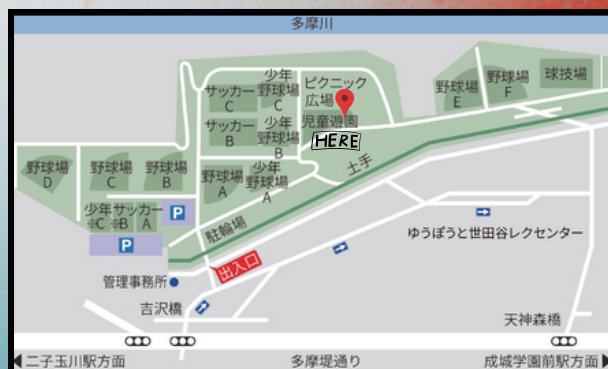 多摩川
少年
野球場
C
ピクニック
広場
サッカー
C
野球場
E
野球場
F
球技場
児童遊園
HERE
サッカー
B
少年
野球場
B
野球場
D
野球場
C
野球場
B
野球場
A
少年
野球場
A
土手
少年
※C
サッカー
※B
A
P
P
駐輪場
ゆうぽうと世田谷レクセンター
出入口
管理事務所
吉沢橋
天神森橋
二子玉川駅方面
多摩堤通り
成城学園前駅方面